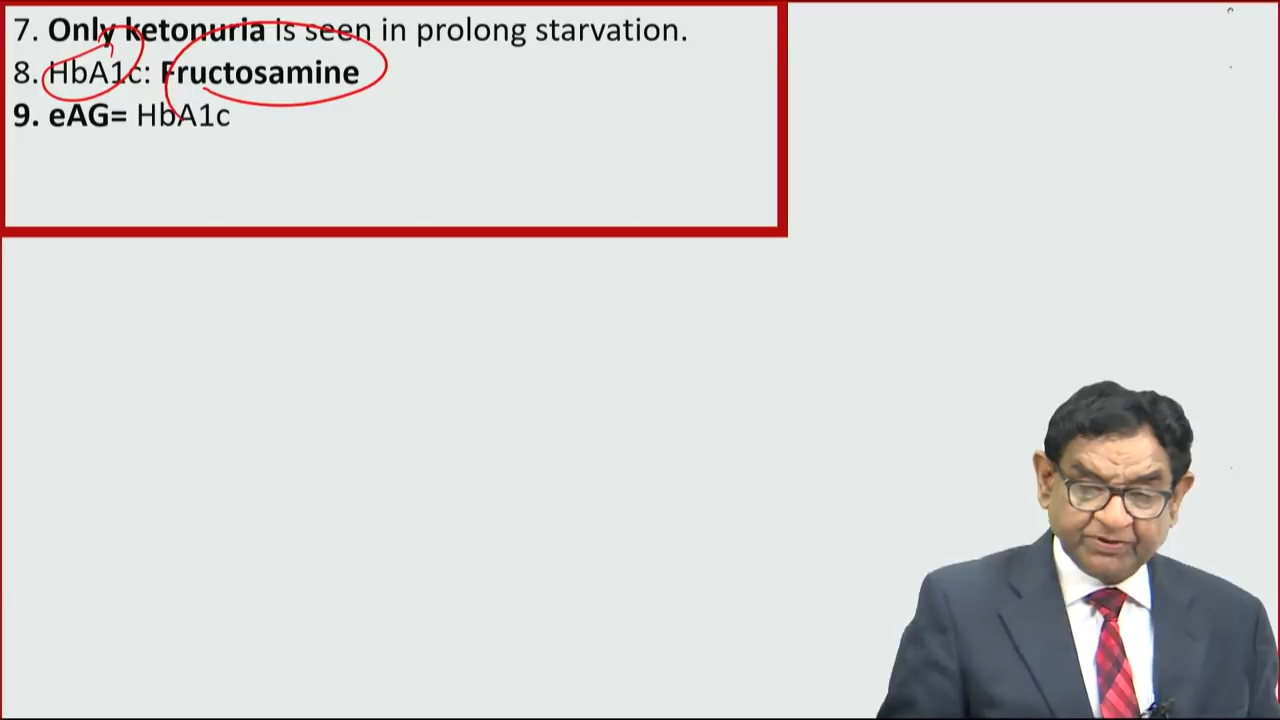 7. Only ketonuria is seen in prolong starvation.
8. HbA1c: Fructosamine
9. eAG= HbA1c